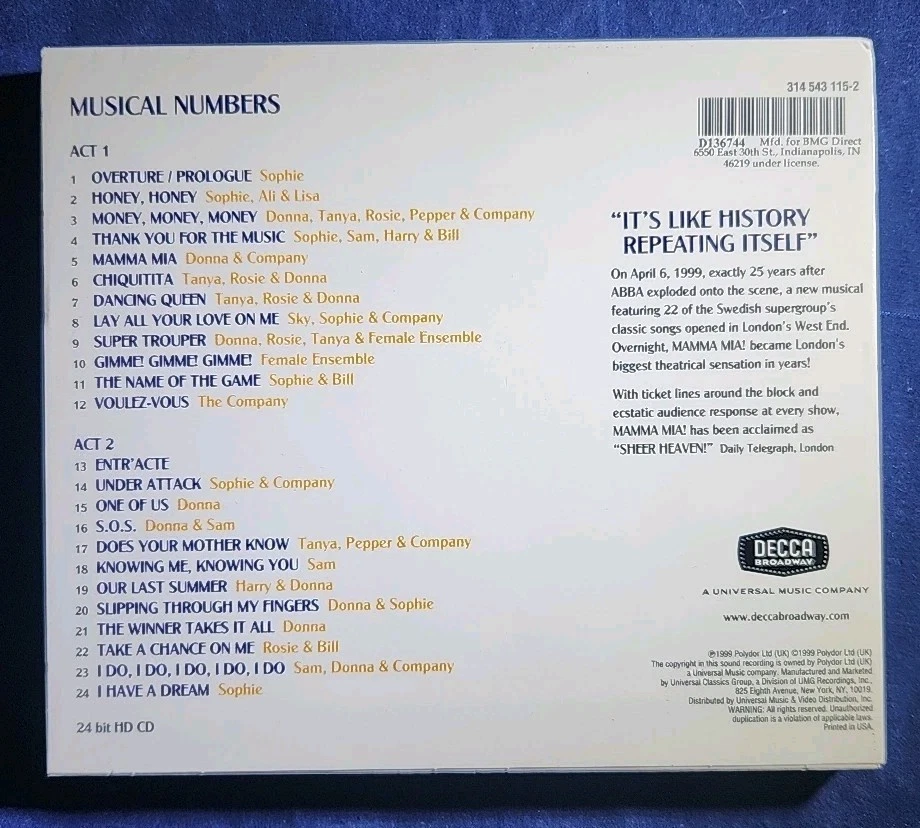 MUSICAL NUMBERS
ACT 1
1 OVERTURE / PROLOGUE Sophie
2 HONEY, HONEY Sophie, Ali & Lisa
3 MONEY, MONEY, MONEY Donna, Tanya, Rosie, Pepper & Company
4 THANK YOU FOR THE MUSIC Sophie, Sam, Harry & Bill
5 MAMMA MIA Donna & Company
6 CHIQUITITA Tanya, Rosie & Donna
7 DANCING QUEEN Tanya, Rosie & Donna
8 LAY ALL YOUR LOVE ON ME Sky, Sophie & Company
9 SUPER TROUPER Donna, Rosie, Tanya & Female Ensemble
10 GIMME! GIMME! GIMME! Female Ensemble
11 THE NAME OF THE GAME Sophie & Bill
12 VOULEZ-VOUS The Company
ACT 2
13 ENTR'ACTE
14 UNDER ATTACK Sophie & Company
15 ONE OF US Donna
16 S.O.S. Donna & Sam
17 DOES YOUR MOTHER KNOW Tanya, Pepper & Company
18 KNOWING ME, KNOWING YOU Sam
19 OUR LAST SUMMER Harry & Donna
20 SLIPPING THROUGH MY FINGERS Donna & Sophie
21 THE WINNER TAKES IT ALL Donna
22 TAKE A CHANCE ON ME Rosie & Bill
23 I DO, I DO, I DO, I DO, I DO Sam, Donna & Company
24 I HAVE A DREAM Sophie
24 bit HD CD
314 543 115-2
D136744 Mfd. for BMG Direct
6550 East 30th St., Indianapolis, IN
46219 under license.
"IT'S LIKE HISTORY
REPEATING ITSELF"
On April 6, 1999, exactly 25 years after
ABBA exploded onto the scene, a new musical
featuring 22 of the Swedish supergroup's
classic songs opened in London's West End.
Overnight, MAMMA MIA! became London's
biggest theatrical sensation in years!
With ticket lines around the block and
ecstatic audience response at every show,
MAMMA MIA! has been acclaimed as
"SHEER HEAVEN!" Daily Telegraph, London
DECCA
BROADWAY
A UNIVERSAL MUSIC COMPANY
www.deccabroadway.com
℗1999 Polydor Ltd (UK) ©1999 Polydor Ltd (UK)
The copyright in this sound recording is owned by Polydor Ltd (UK)
a Universal Music company. Manufactured and Marketed
by Universal Classics Group, a Division of UMG Recordings, Inc.,
825 Eighth Avenue, New York, NY, 10019.
Distributed by Universal Music & Video Distribution, Inc.
WARNING: All rights reserved. Unauthorized
duplication is a violation of applicable laws.
Printed in USA.